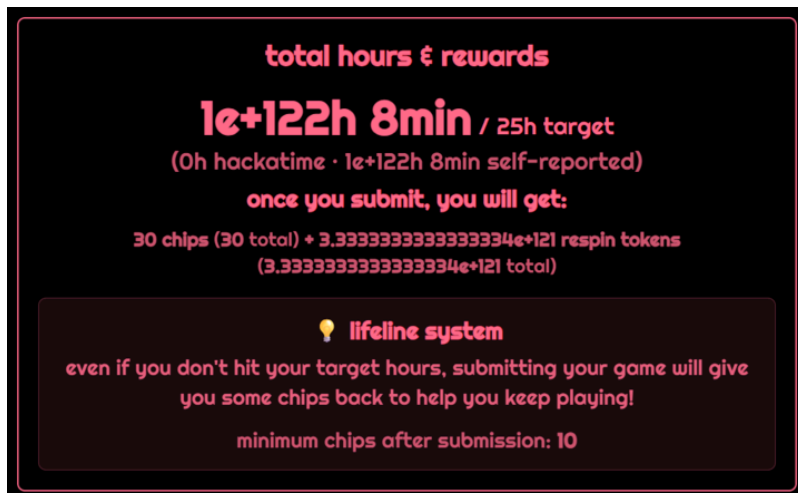 total hours & rewards
1e+122h 8min / 25h target
(0h hackatime · 1e+122h 8min self-reported)
once you submit, you will get:
30 chips (30 total) + 3.3333333333333334e+121 respin tokens
(3.3333333333333334e+121 total)
💡 lifeline system
even if you don't hit your target hours, submitting your game will give
you some chips back to help you keep playing!
minimum chips after submission: 10